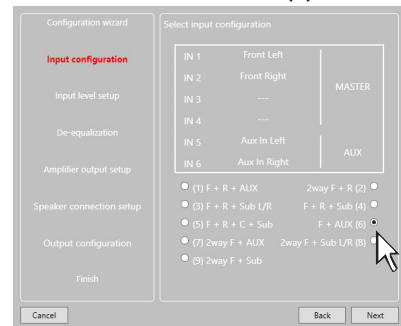 Configuration wizard
Input configuration
Input level setup
De-equalization
Amplifier output setup
Speaker connection setup
Output configuration
Finish
Select input configuration
IN 1 Front Left
IN 2 Front Right
IN 3 ---
IN 4 ---
MASTER
IN 5 Aux In Left
IN 6 Aux In Right
AUX
(1) F + R + AUX 2way F + R (2)
(3) F + R + Sub L/R F + R + Sub (4)
(5) F + R + C + Sub F + AUX (6)
(7) 2way F + AUX 2way F + Sub L/R (8)
(9) 2way F + Sub
Cancel Back Next